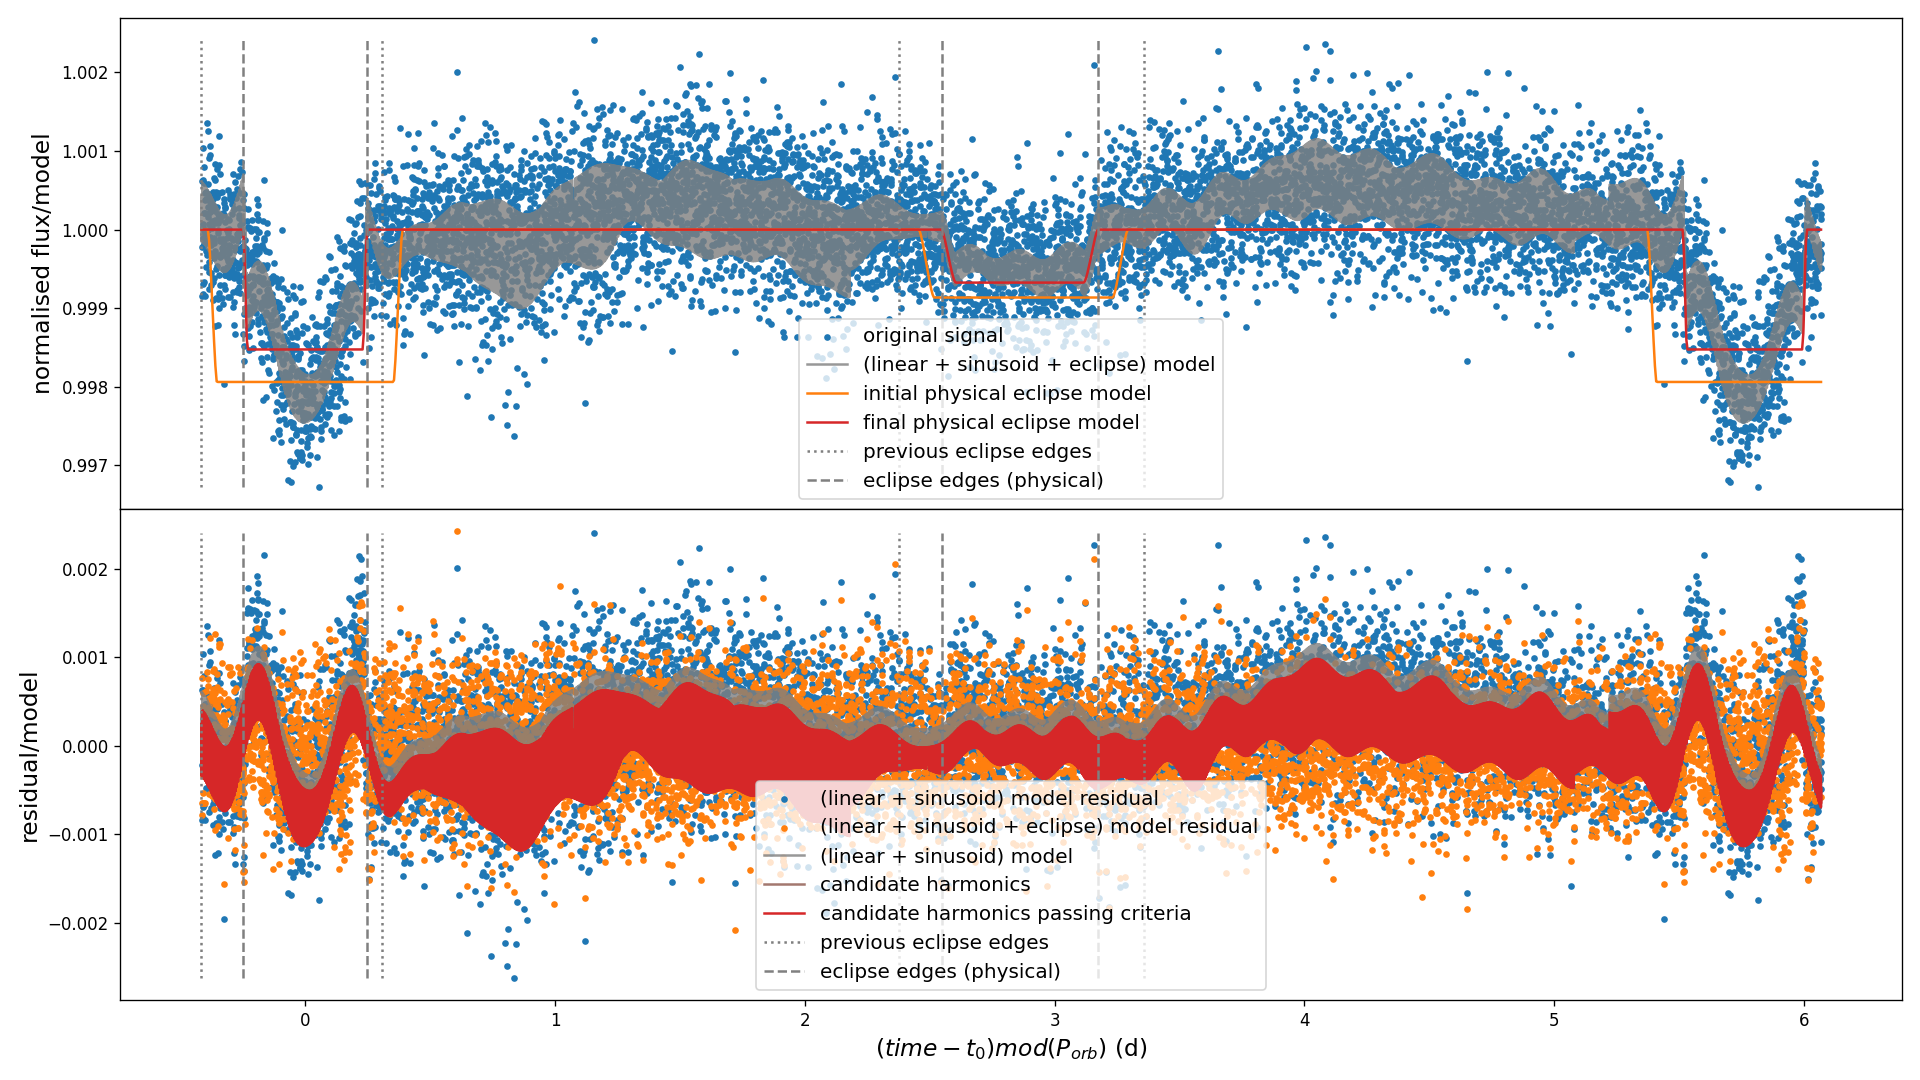 normalised flux/model
1.002
1.001
1.000
0.999
0.998
0.997
original signal
(linear + sinusoid + eclipse) model
initial physical eclipse model
final physical eclipse model
previous eclipse edges
eclipse edges (physical)
residual/model
0.002
0.001
0.000
−0.001
−0.002
(linear + sinusoid) model residual
(linear + sinusoid + eclipse) model residual
(linear + sinusoid) model
candidate harmonics
candidate harmonics passing criteria
previous eclipse edges
eclipse edges (physical)
0 1 2 3 4 5 6
(time − t₀)mod(Pₒᵣb) (d)